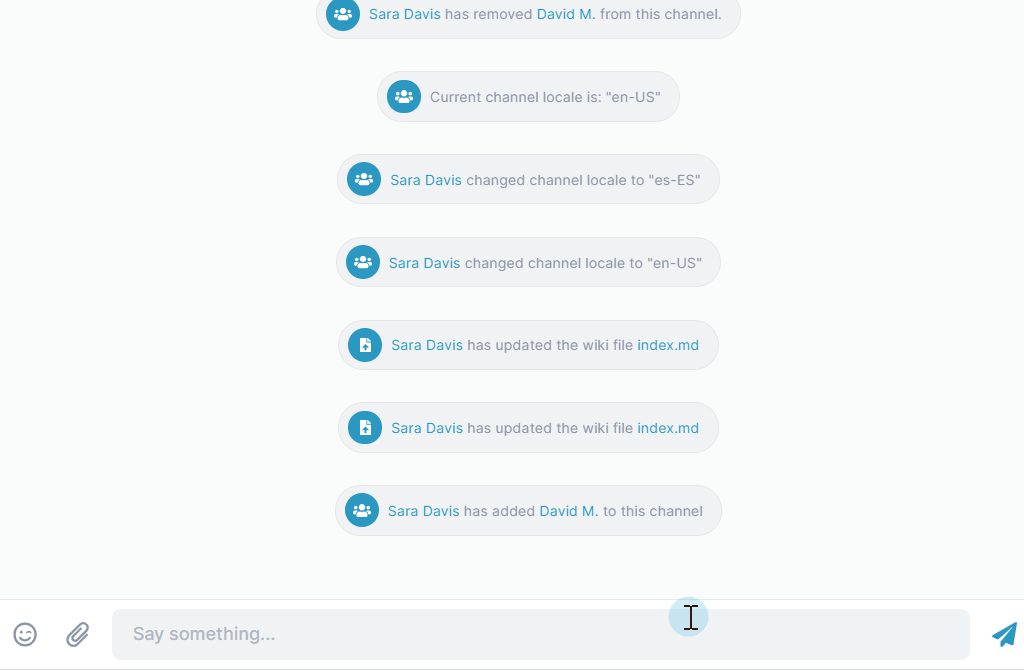 Sara Davis has removed David M. from this channel.
Current channel locale is: "en-US"
Sara Davis changed channel locale to "es-ES"
Sara Davis changed channel locale to "en-US"
Sara Davis has updated the wiki file index.md
Sara Davis has updated the wiki file index.md
Sara Davis has added David M. to this channel
Say something...